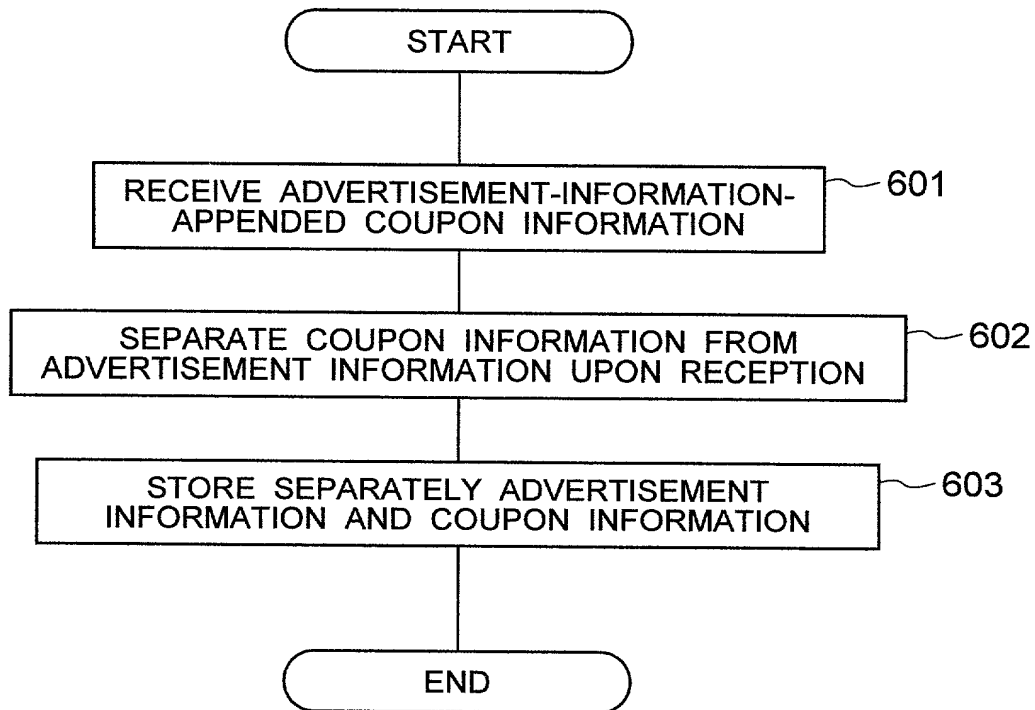 START
RECEIVE ADVERTISEMENT-INFORMATION-
APPENDED COUPON INFORMATION
601
SEPARATE COUPON INFORMATION FROM
ADVERTISEMENT INFORMATION UPON RECEPTION
602
STORE SEPARATELY ADVERTISEMENT
INFORMATION AND COUPON INFORMATION
603
END